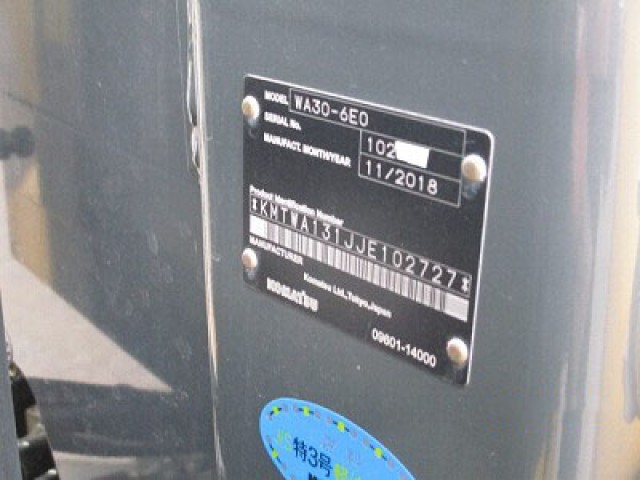 MODEL WA30-6E0
SERIAL No. 102
MANUFACT. MONTH/YEAR 11/2018
Product Identification Number
*KMTWA131JJE102727*
MANUFACTURER
Komatsu Ltd.,Tokyo,Japan
KOMATSU
09601-14000
特3号